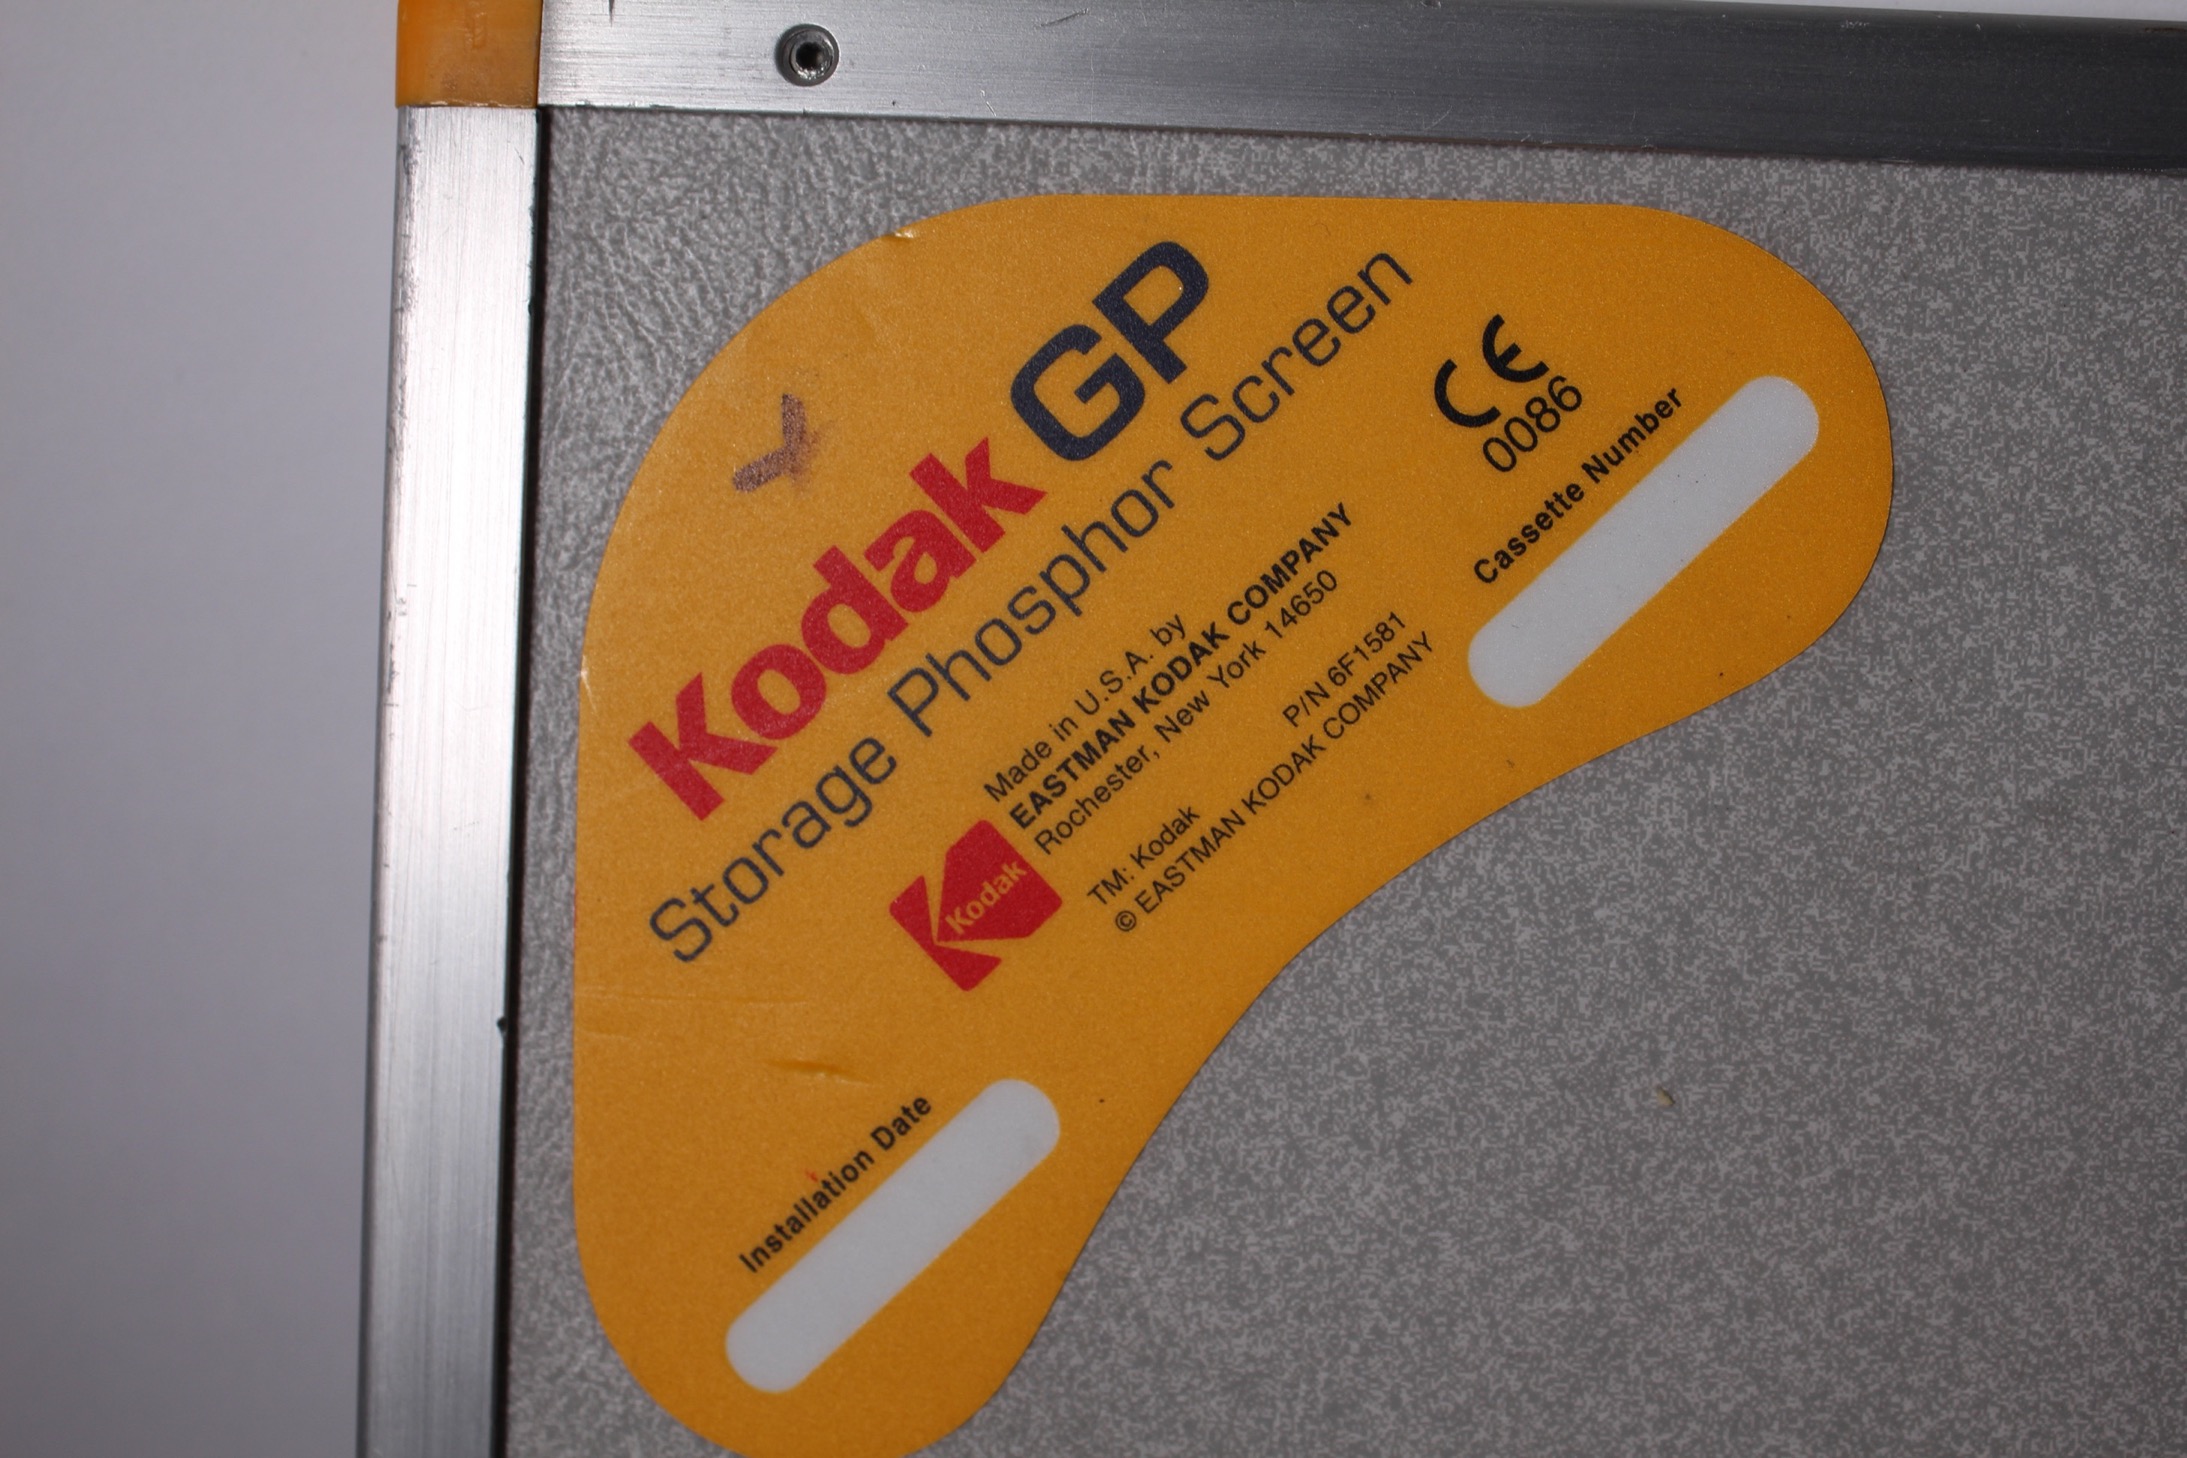 Kodak GP
Storage Phosphor Screen
CE
0086
Made in U.S.A. by
EASTMAN KODAK COMPANY
Rochester, New York 14650
Kodak
P/N 6F1581
TM: Kodak
© EASTMAN KODAK COMPANY
Cassette Number
Installation Date